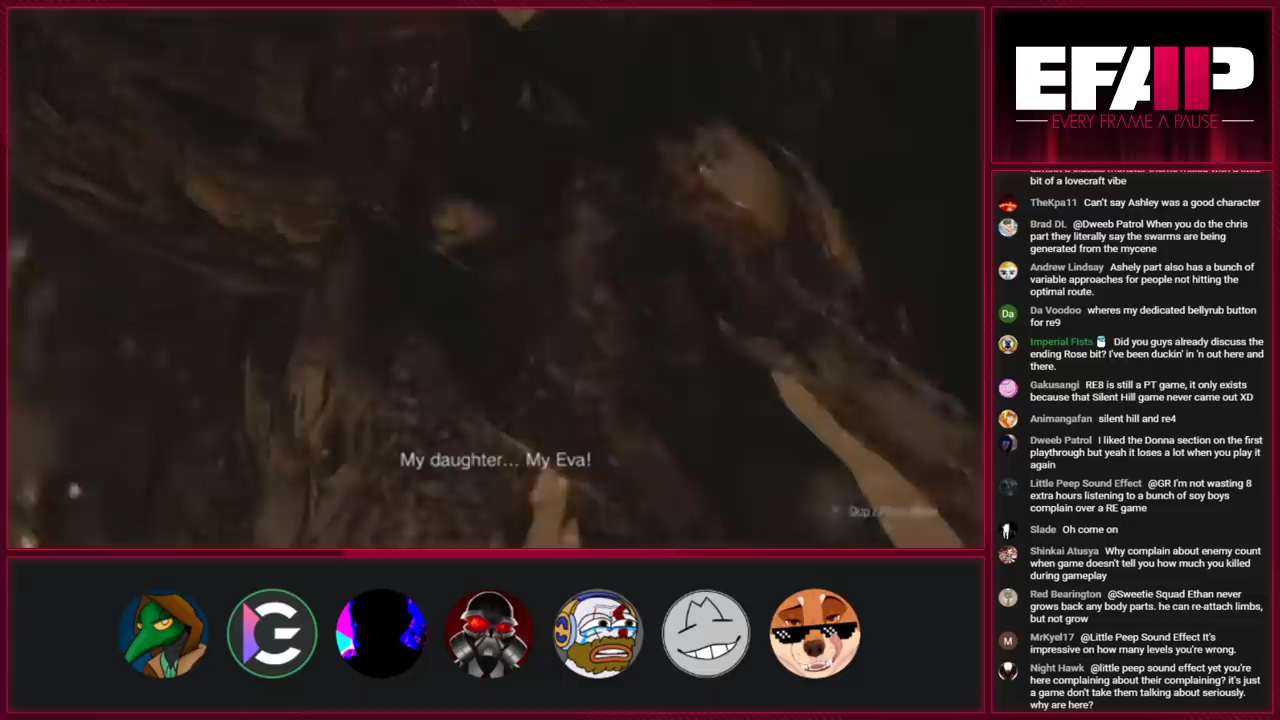 My daughter... My Eva!
EFAP
EVERY FRAME A PAUSE
bit of a lovecraft vibe
TheKpa11 Can't say Ashley was a good character
Brad DL @Dweeb Patrol When you do the chris
part they literally say the swarms are being
generated from the mycene
Andrew Lindsay Ashely part also has a bunch of
variable approaches for people not hitting the
optimal route.
Da
Da Voodoo wheres my dedicated bellyrub button
for re9
Imperial Fists Did you guys already discuss the
ending Rose bit? I've been duckin' in 'n out here and
there.
Gakusangi RE8 is still a PT game, it only exists
because that Silent Hill game never came out XD
Animangafan silent hill and re4
Dweeb Patrol I liked the Donna section on the first
playthrough but yeah it loses a lot when you play it
again
Little Peep Sound Effect @GR I'm not wasting 8
extra hours listening to a bunch of soy boys
complain over a RE game
Slade Oh come on
Shinkai Atusya Why complain about enemy count
when game doesn't tell you how much you killed
during gameplay
Red Bearington @Sweetie Squad Ethan never
grows back any body parts. he can re-attach limbs,
but not grow
M
MrKyel17 @Little Peep Sound Effect It's
impressive on how many levels you're wrong.
Night Hawk @little peep sound effect yet you're
here complaining about their complaining? it's just
a game don't take them talking about seriously.
why are here?